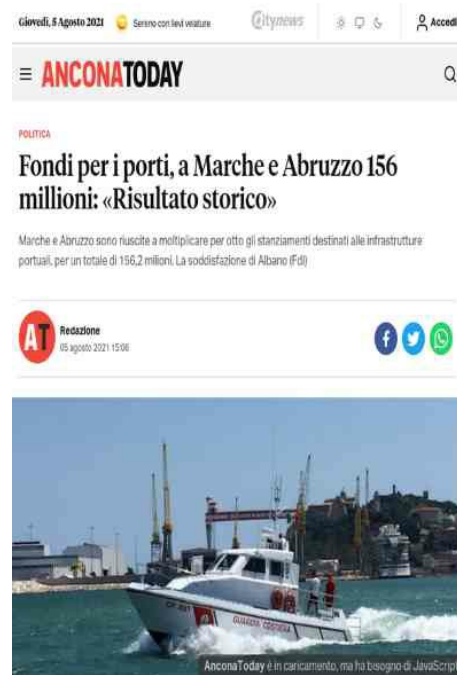 Giovedì, 5 Agosto 2021
Sereno con lievi velature
Citynews
Accedi
ANCONATODAY
POLITICA
Fondi per i porti, a Marche e Abruzzo 156
millioni: «Risultato storico»
Marche e Abruzzo sono riuscite a moltiplicare per otto gli stanziamenti destinati alle infrastrutture
portuali, per un totale di 156,2 milioni. La soddisfazione di Albano (FdI)
AT
Redazione
05 agosto 2021 15:06
GUARDIA COSTIERA
AnconaToday è in caricamento, ma ha bisogno di JavaScript